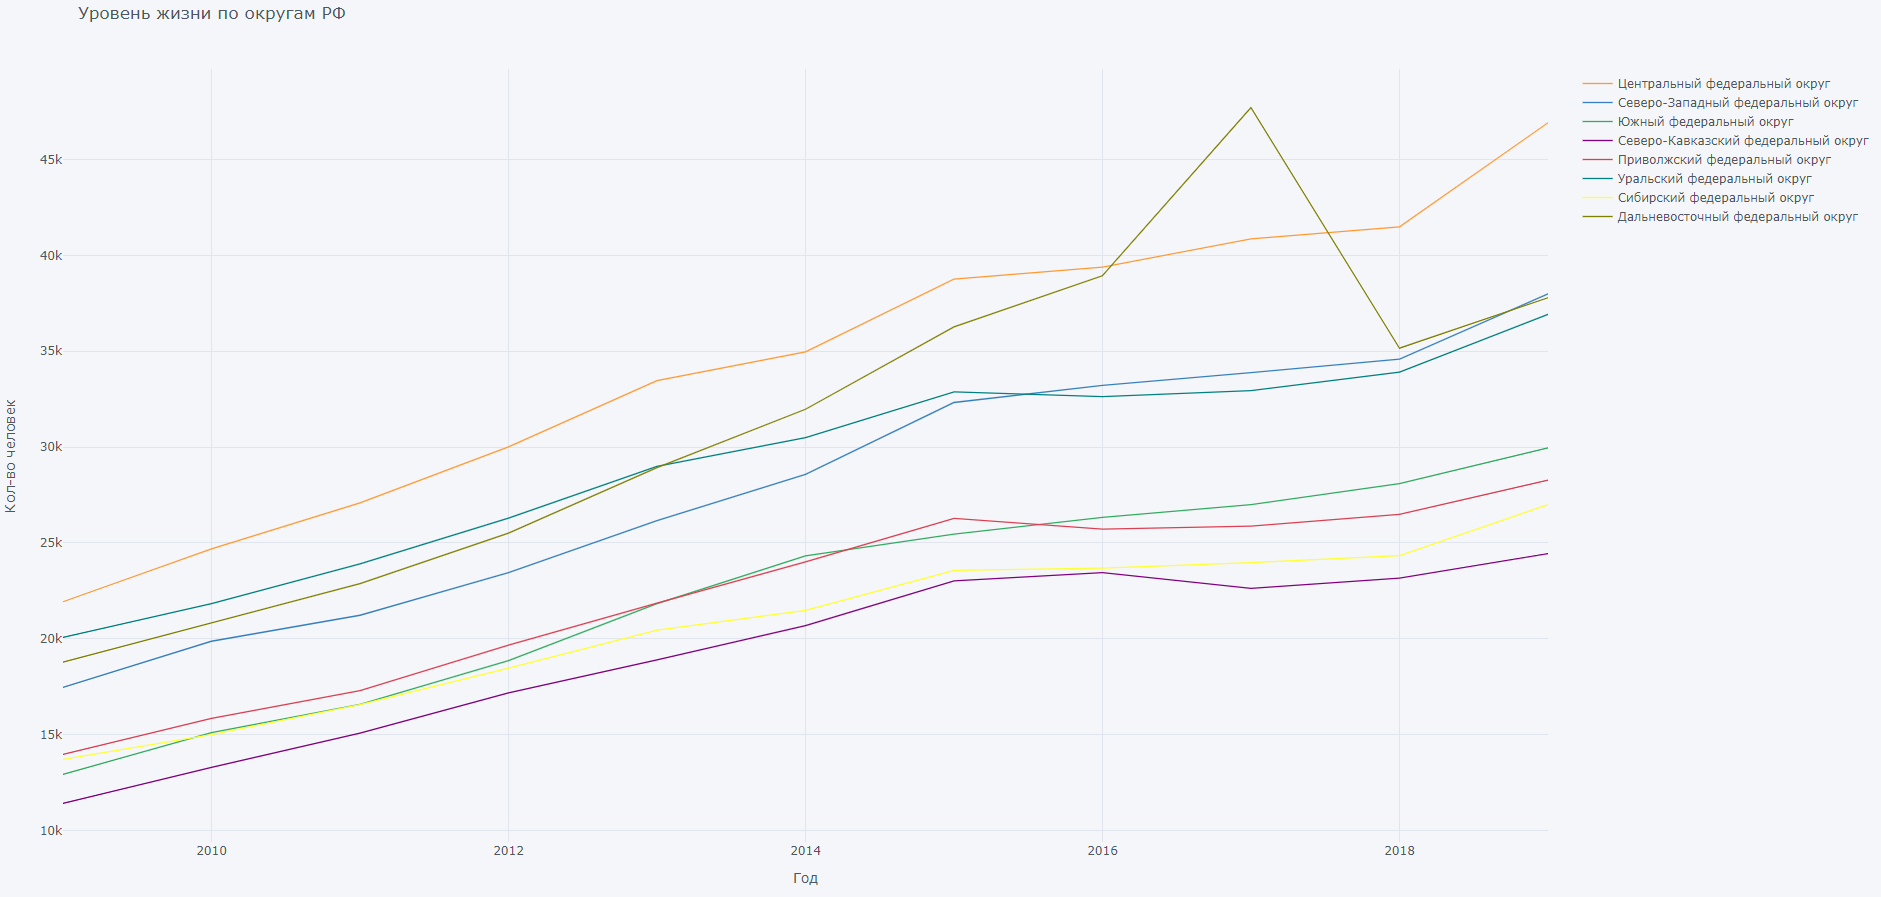 Уровень жизни по округам РФ
Центральный федеральный округ
Северо-Западный федеральный округ
Южный федеральный округ
Северо-Кавказский федеральный округ
Приволжский федеральный округ
Уральский федеральный округ
Сибирский федеральный округ
Дальневосточный федеральный округ
45k
40k
35k
30k
25k
20k
15k
10k
Кол-во человек
2010
2012
2014
2016
2018
Год